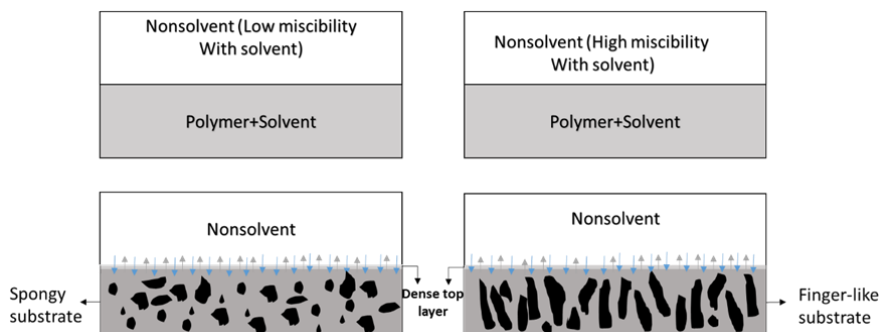 Nonsolvent (Low miscibility
With solvent)
Polymer+Solvent
Nonsolvent (High miscibility
With solvent)
Polymer+Solvent
Nonsolvent
Spongy
substrate
Dense top
layer
Nonsolvent
Finger-like
substrate